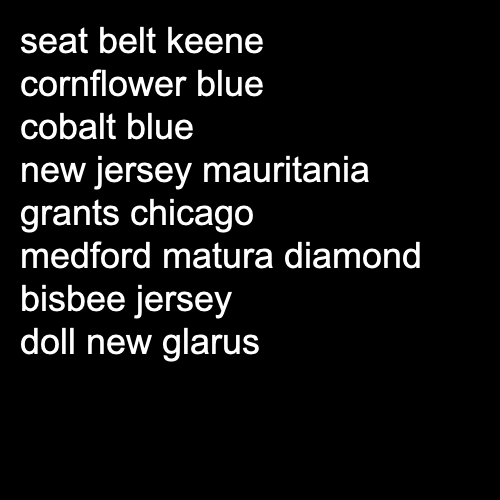 seat belt keene
cornflower blue
cobalt blue
new jersey mauritania
grants chicago
medford matura diamond
bisbee jersey
doll new glarus